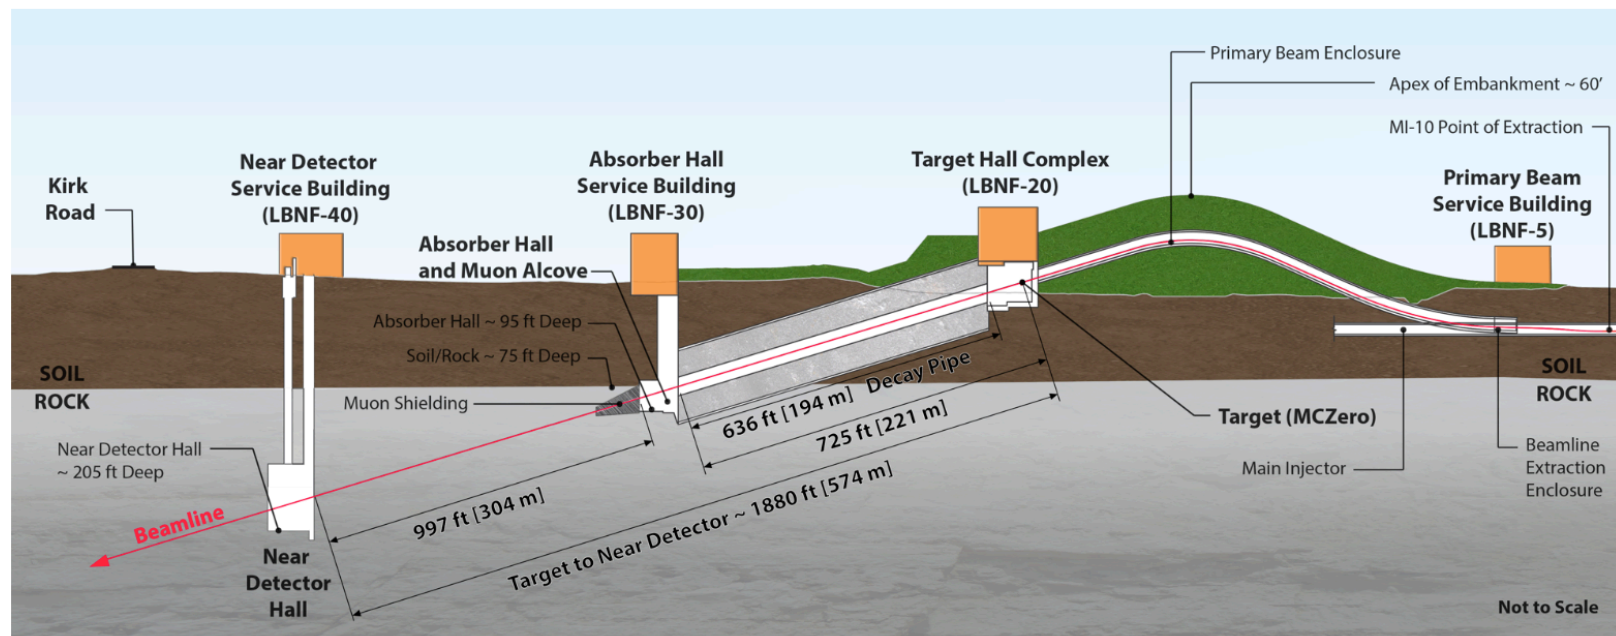 Primary Beam Enclosure
Apex of Embankment ~ 60’
MI-10 Point of Extraction
Near Detector
Service Building
(LBNF-40)
Absorber Hall
Service Building
(LBNF-30)
Target Hall Complex
(LBNF-20)
Primary Beam
Service Building
(LBNF-5)
Kirk
Road
Absorber Hall
and Muon Alcove
Absorber Hall ~ 95 ft Deep
Soil/Rock ~ 75 ft Deep
SOIL
ROCK
Muon Shielding
SOIL
ROCK
636 ft [194 m] Decay Pipe
725 ft [221 m]
Target (MCZero)
Near Detector Hall
~ 205 ft Deep
Main Injector
Beamline
Extraction
Enclosure
997 ft [304 m]
Beamline
Target to Near Detector ~ 1880 ft [574 m]
Near
Detector
Hall
Not to Scale